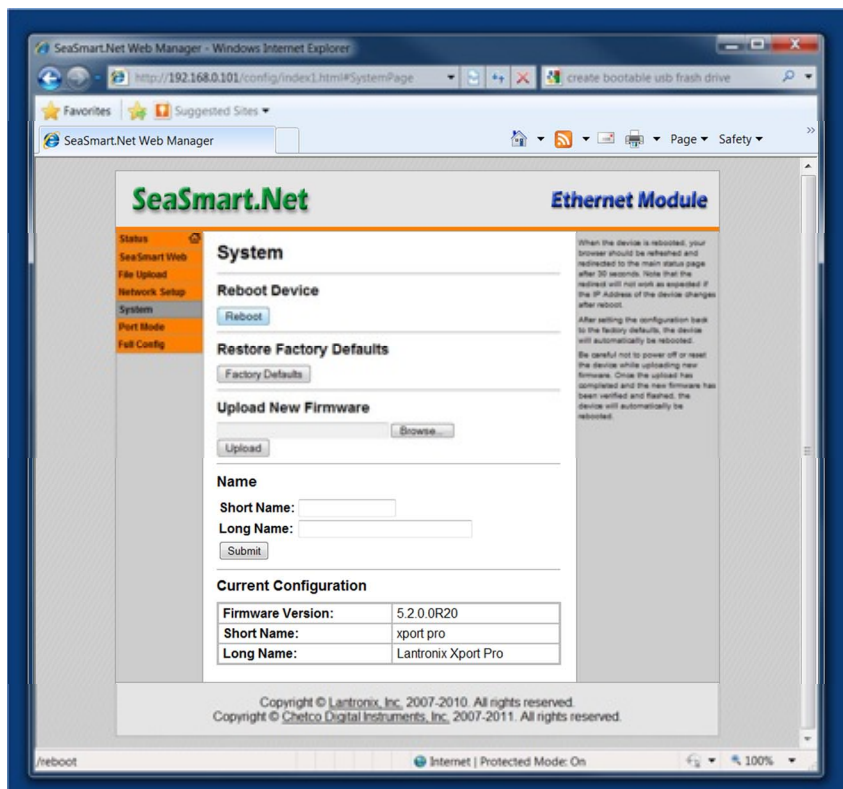 SeaSmart.Net Web Manager - Windows Internet Explorer
http://192.168.0.101/config/index1.html#SystemPage
create bootable usb frash drive
Favorites
Suggested Sites
SeaSmart.Net Web Manager
Page
Safety
»
SeaSmart.Net
Ethernet Module
Status
SeaSmart Web
File Upload
Network Setup
System
Port Mode
Full Config
System
Reboot Device
Reboot
Restore Factory Defaults
Factory Defaults
Upload New Firmware
Browse...
Upload
Name
Short Name:
Long Name:
Submit
Current Configuration
Firmware Version: 5.2.0.0R20
Short Name: xport pro
Long Name: Lantronix Xport Pro
When the device is rebooted, your
browser should be refreshed and
redirected to the main status page
after 30 seconds. Note that the
redirect will not work as expected if
the IP Address of the device changes
after reboot.
After setting the configuration back
to the factory defaults, the device
will automatically be rebooted.
Be careful not to power off or reset
the device while uploading new
firmware. Once the upload has
completed and the new firmware has
been verified and flashed, the
device will automatically be
rebooted.
Copyright © Lantronix, Inc. 2007-2010. All rights reserved.
Copyright © Chetco Digital Instruments, Inc. 2007-2011. All rights reserved.
/reboot
Internet | Protected Mode: On
100%